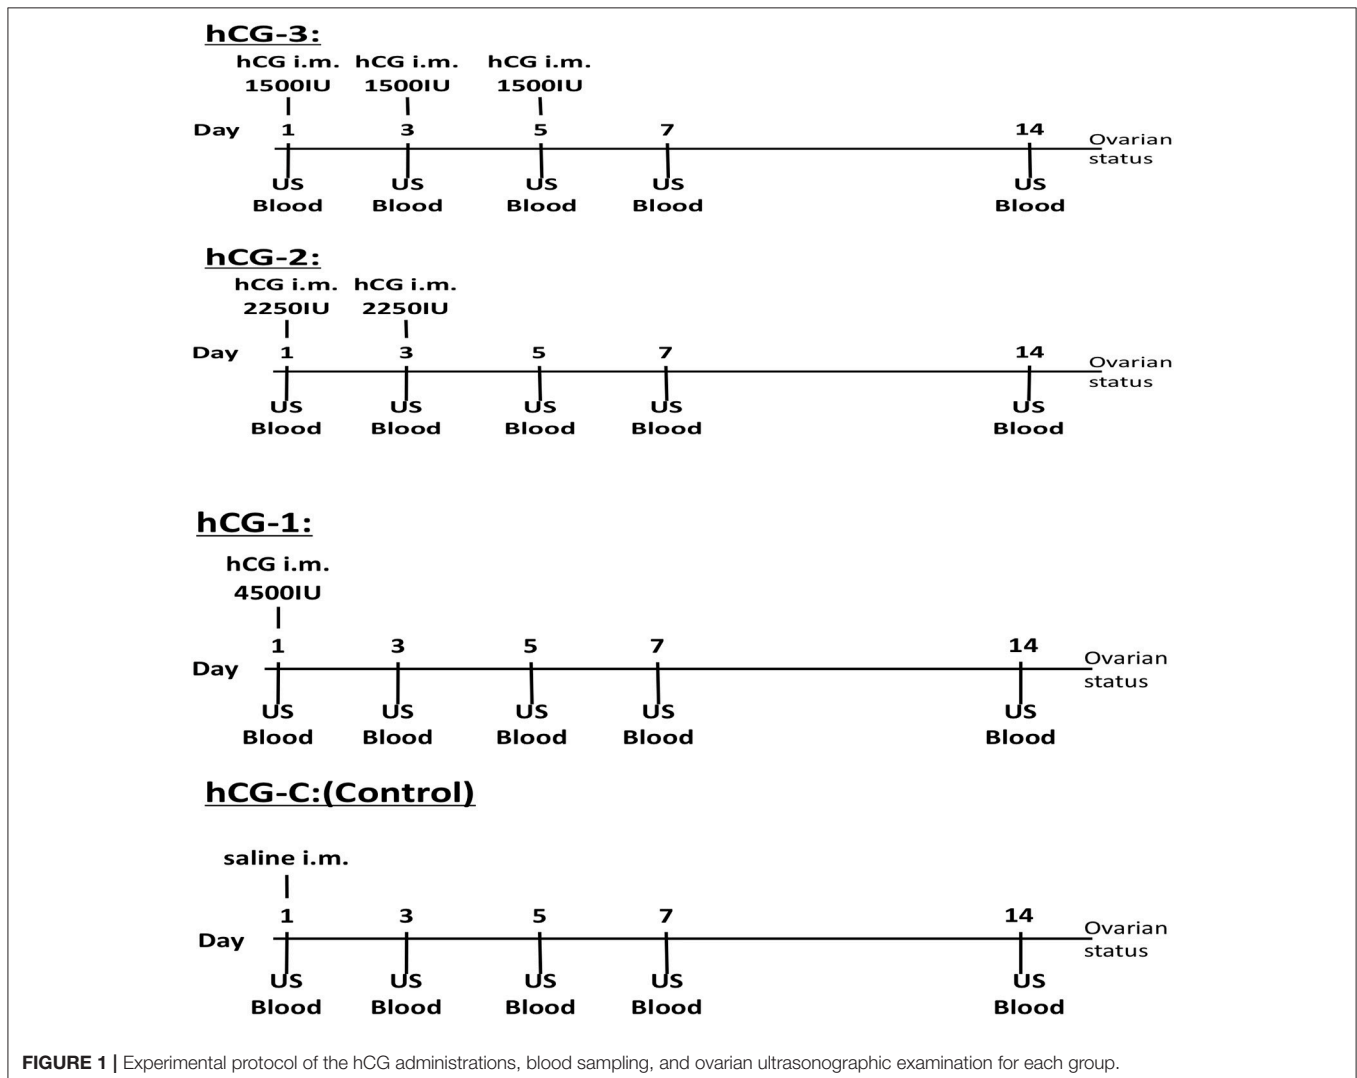 hCG-3:
hCG i.m. hCG i.m. hCG i.m.
1500IU 1500IU 1500IU
Day 1 3 5 7 14
Ovarian
status
US US US US US
Blood Blood Blood Blood Blood
hCG-2:
hCG i.m. hCG i.m.
2250IU 2250IU
Day 1 3 5 7 14
Ovarian
status
US US US US US
Blood Blood Blood Blood Blood
hCG-1:
hCG i.m.
4500IU
1 3 5 7 14
Day
Ovarian
status
US US US US US
Blood Blood Blood Blood Blood
hCG-C:(Control)
saline i.m.
1 3 5 7 14
Day
Ovarian
status
US US US US US
Blood Blood Blood Blood Blood
FIGURE 1 | Experimental protocol of the hCG administrations, blood sampling, and ovarian ultrasonographic examination for each group.